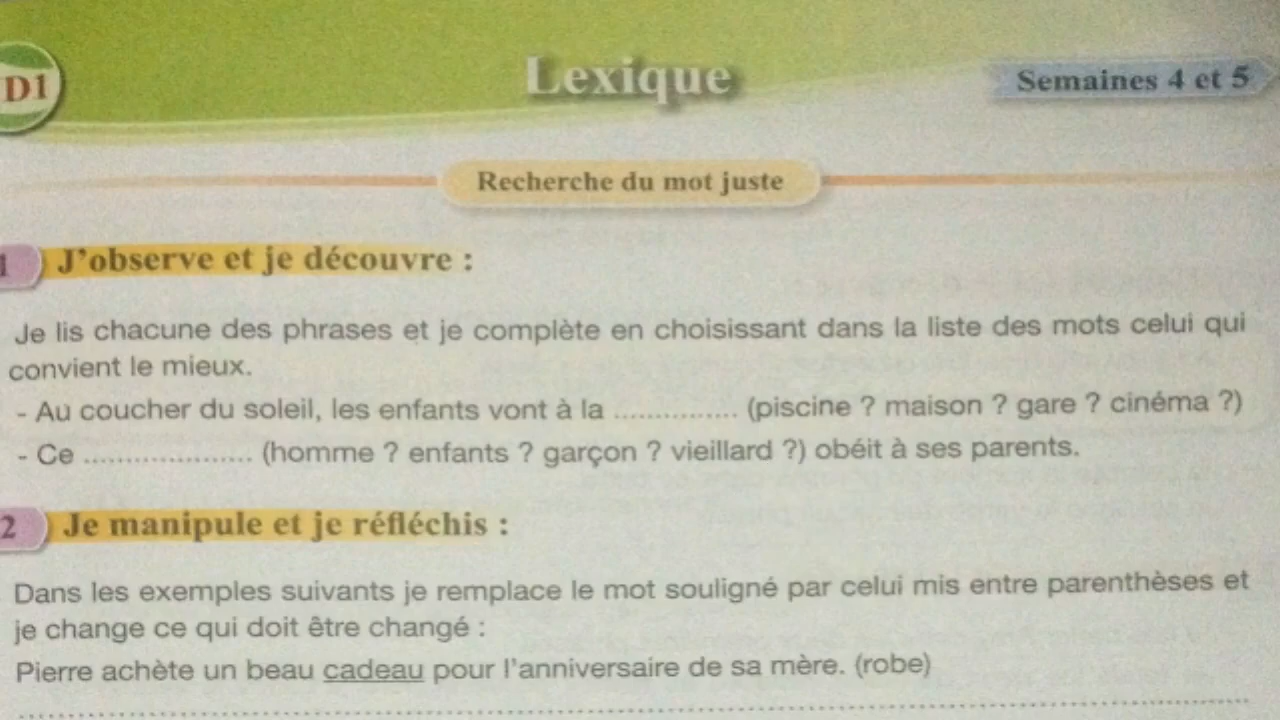 D1
Lexique
Semaines 4 et 5
Recherche du mot juste
1 J'observe et je découvre :
Je lis chacune des phrases et je complète en choisissant dans la liste des mots celui qui
convient le mieux.
- Au coucher du soleil, les enfants vont à la .............. (piscine ? maison ? gare ? cinéma ?)
- Ce .................... (homme ? enfants ? garçon ? vieillard ?) obéit à ses parents.
2 Je manipule et je réfléchis :
Dans les exemples suivants je remplace le mot souligné par celui mis entre parenthèses et
je change ce qui doit être changé :
Pierre achète un beau cadeau pour l'anniversaire de sa mère. (robe)